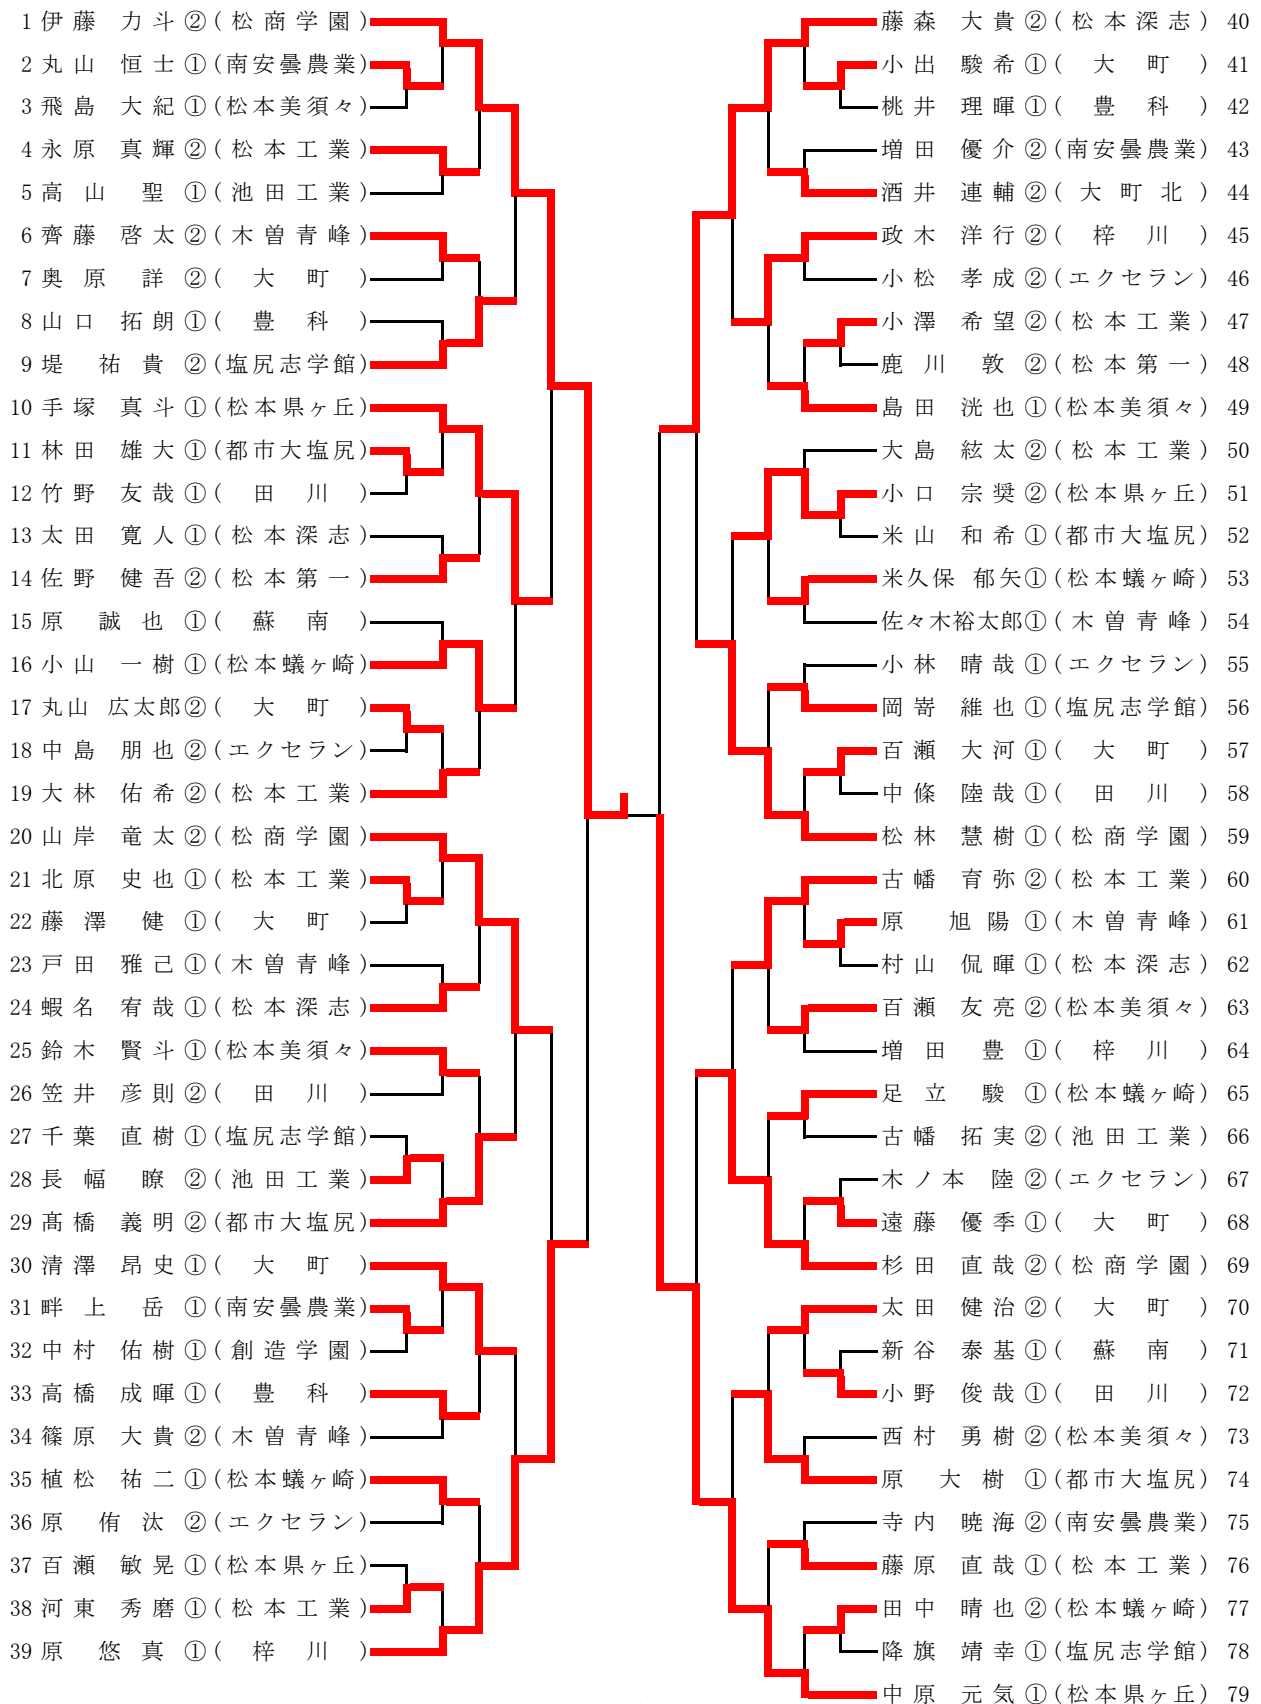 1 伊藤 力斗 ② (松商学園)
2 丸山 恒士 ① (南安曇農業)
3 飛島 大紀 ① (松本美須々)
4 永原 真輝 ② (松本工業)
5 高山 聖 ① (池田工業)
6 齊藤 啓太 ② (木曽青峰)
7 奥原 詳 ② (大町)
8 山口 拓朗 ① (豊科)
9 堤 祐貴 ② (塩尻志学館)
10 手塚 真斗 ① (松本県ヶ丘)
11 林田 雄大 ① (都市大塩尻)
12 竹野 友哉 ① (田川)
13 太田 寛人 ① (松本深志)
14 佐野 健吾 ② (松本第一)
15 原 誠也 ① (蘇南)
16 小山 一樹 ① (松本蟻ヶ崎)
17 丸山 広太郎 ② (大町)
18 中島 朋也 ② (エクセラン)
19 大林 佑希 ② (松本工業)
20 山岸 竜太 ② (松商学園)
21 北原 史也 ① (松本工業)
22 藤澤 健 ① (大町)
23 戸田 雅己 ① (木曽青峰)
24 蝦名 宥哉 ① (松本深志)
25 鈴木 賢斗 ① (松本美須々)
26 笠井 彦則 ② (田川)
27 千葉 直樹 ① (塩尻志学館)
28 長幅 瞭 ② (池田工業)
29 髙橋 義明 ② (都市大塩尻)
30 清澤 昂史 ① (大町)
31 畔上 岳 ① (南安曇農業)
32 中村 佑樹 ① (創造学園)
33 高橋 成暉 ① (豊科)
34 篠原 大貴 ② (木曽青峰)
35 植松 祐二 ① (松本蟻ヶ崎)
36 原 侑汰 ② (エクセラン)
37 百瀬 敏晃 ① (松本県ヶ丘)
38 河東 秀磨 ① (松本工業)
39 原 悠真 ① (梓川)
藤森 大貴 ② (松本深志) 40
小出 駿希 ① (大町) 41
桃井 理暉 ① (豊科) 42
増田 優介 ② (南安曇農業) 43
酒井 連輔 ② (大町北) 44
政木 洋行 ② (梓川) 45
小松 孝成 ② (エクセラン) 46
小澤 希望 ② (松本工業) 47
鹿川 敦 ② (松本第一) 48
島田 洸也 ① (松本美須々) 49
大島 絃太 ② (松本工業) 50
小口 宗奨 ② (松本県ヶ丘) 51
米山 和希 ① (都市大塩尻) 52
米久保 郁矢 ① (松本蟻ヶ崎) 53
佐々木裕太郎 ① (木曽青峰) 54
小林 晴哉 ① (エクセラン) 55
岡嵜 維也 ① (塩尻志学館) 56
百瀬 大河 ① (大町) 57
中條 陸哉 ① (田川) 58
松林 慧樹 ① (松商学園) 59
古幡 育弥 ② (松本工業) 60
原 旭陽 ① (木曽青峰) 61
村山 侃暉 ① (松本深志) 62
百瀬 友亮 ② (松本美須々) 63
増田 豊 ① (梓川) 64
足立 駿 ① (松本蟻ヶ崎) 65
古幡 拓実 ② (池田工業) 66
木ノ本 陸 ② (エクセラン) 67
遠藤 優季 ① (大町) 68
杉田 直哉 ② (松商学園) 69
太田 健治 ② (大町) 70
新谷 泰基 ① (蘇南) 71
小野 俊哉 ① (田川) 72
西村 勇樹 ② (松本美須々) 73
原 大樹 ① (都市大塩尻) 74
寺内 暁海 ② (南安曇農業) 75
藤原 直哉 ① (松本工業) 76
田中 晴也 ② (松本蟻ヶ崎) 77
降旗 靖幸 ① (塩尻志学館) 78
中原 元気 ① (松本県ヶ丘) 79